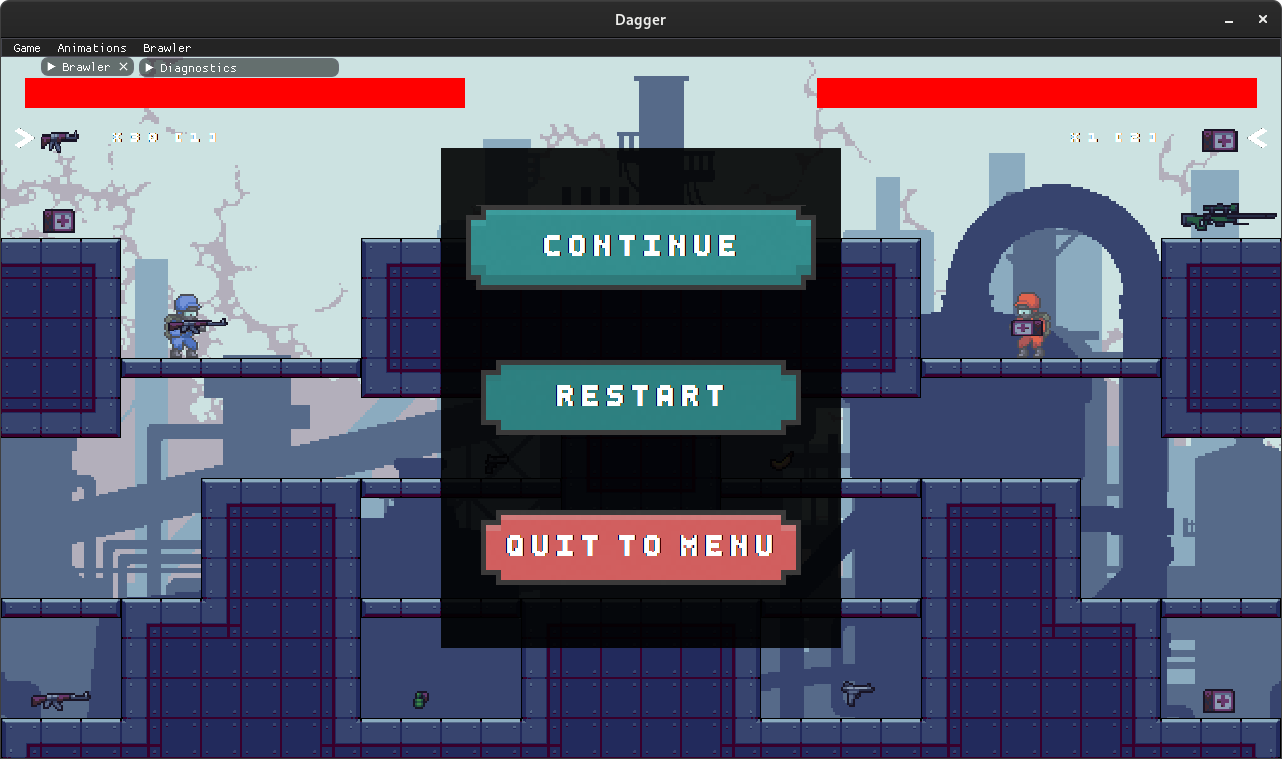 Dagger
Game Animations Brawler
Brawler Diagnostics
CONTINUE
RESTART
QUIT TO MENU